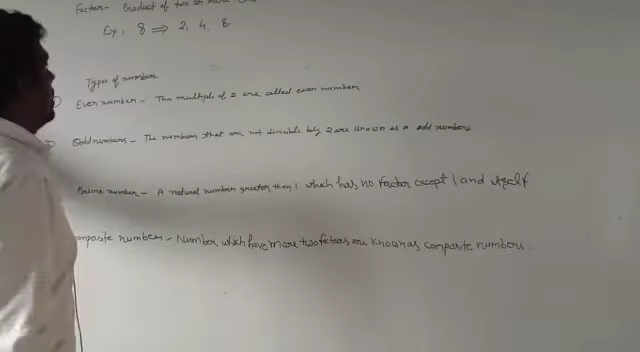 Factor - Product of two or more
Ex, 8 ⇒ 2, 4, 8.
Types of number
Even number - The multiple of 2 are called even number
Odd numbers - The numbers that are not divisible by 2 are known as a odd numbers
Prime number - A natural number greater than 1 which has no factor except 1 and itself
omposite number - Number which have more two factors are known as composite numbers.